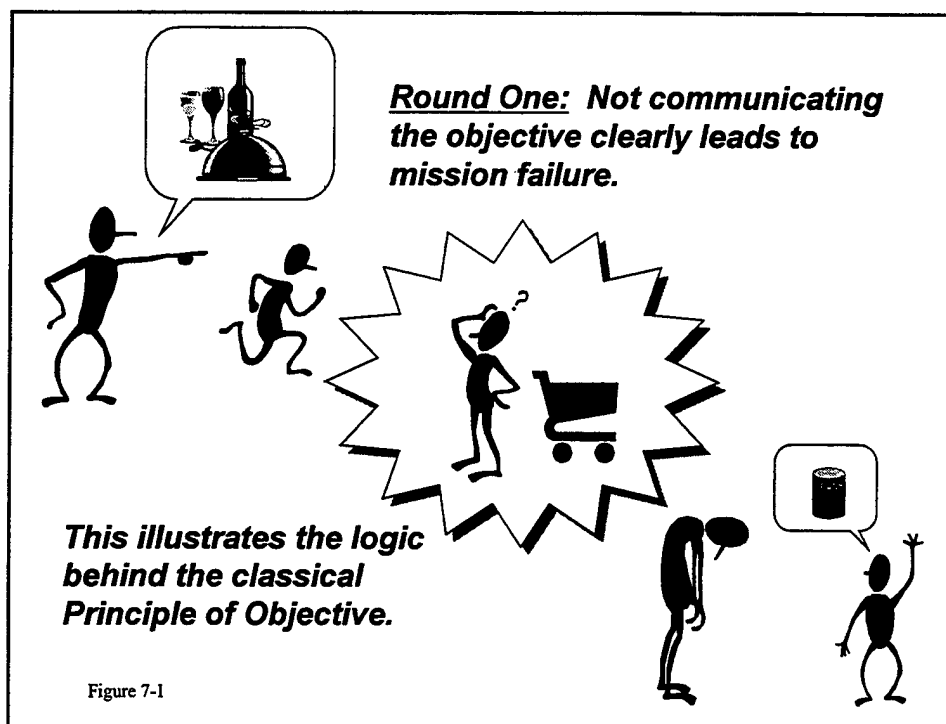 Round One: Not communicating
the objective clearly leads to
mission failure.
?
This illustrates the logic
behind the classical
Principle of Objective.
Figure 7-1